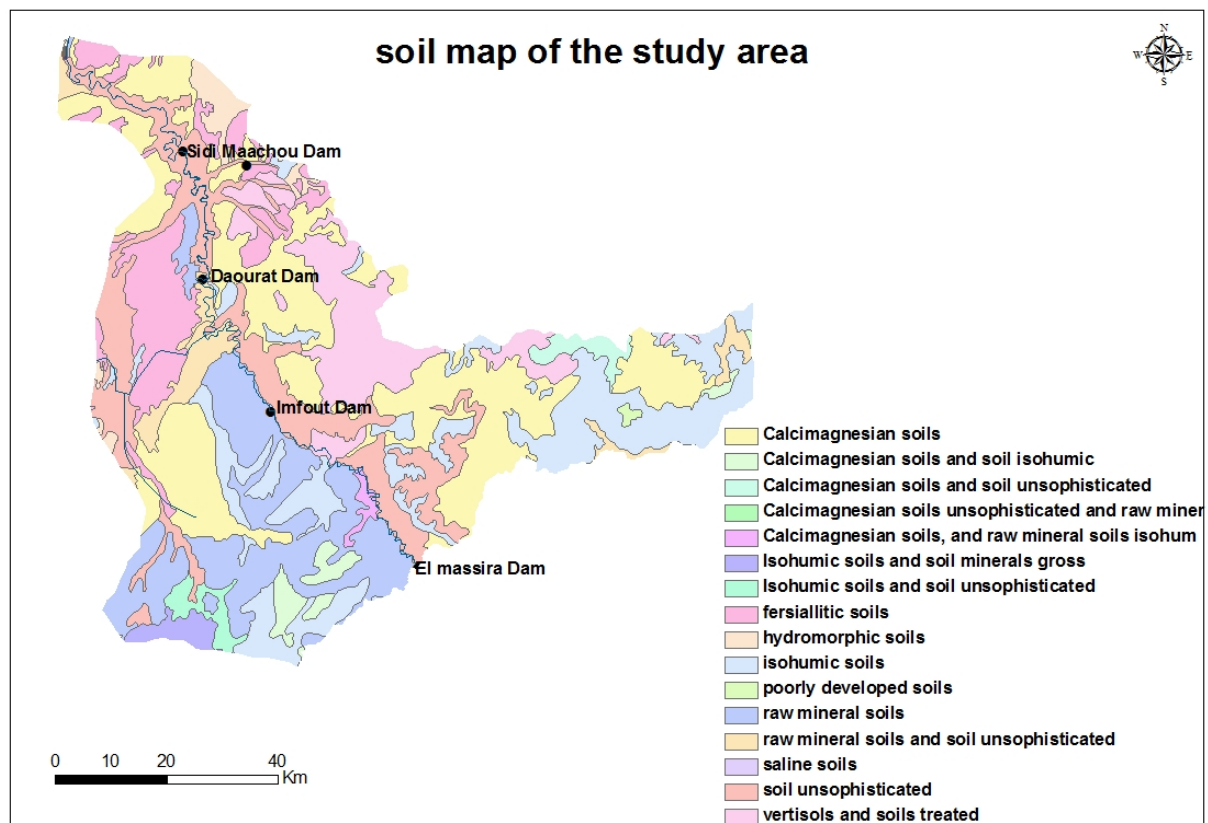 soil map of the study area
N
W E
S
Sidi Maachou Dam
Daourat Dam
Imfout Dam
El massira Dam
Calcimagnesian soils
Calcimagnesian soils and soil isohumic
Calcimagnesian soils and soil unsophisticated
Calcimagnesian soils unsophisticated and raw miner
Calcimagnesian soils, and raw mineral soils isohum
Isohumic soils and soil minerals gross
Isohumic soils and soil unsophisticated
fersiallitic soils
hydromorphic soils
isohumic soils
poorly developed soils
raw mineral soils
raw mineral soils and soil unsophisticated
saline soils
soil unsophisticated
vertisols and soils treated
0 10 20 40
Km